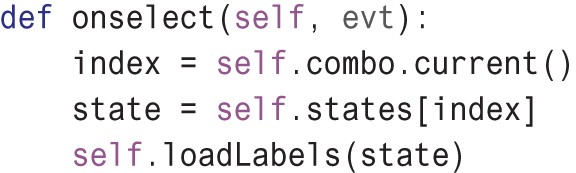 def onselect(self, evt):
    index = self.combo.current()
    state = self.states[index]
    self.loadLabels(state)